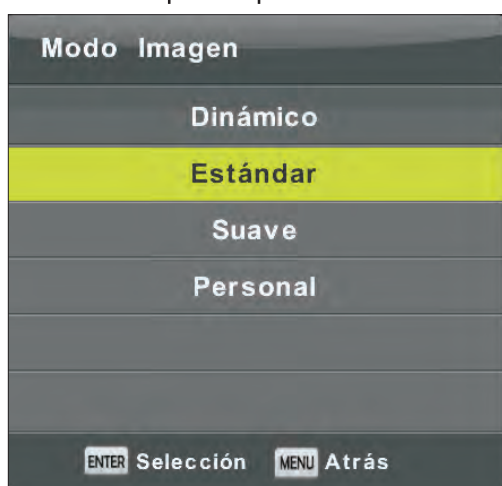 Modo Imagen
Dinámico
Estándar
Suave
Personal
ENTER Selección MENU Atrás